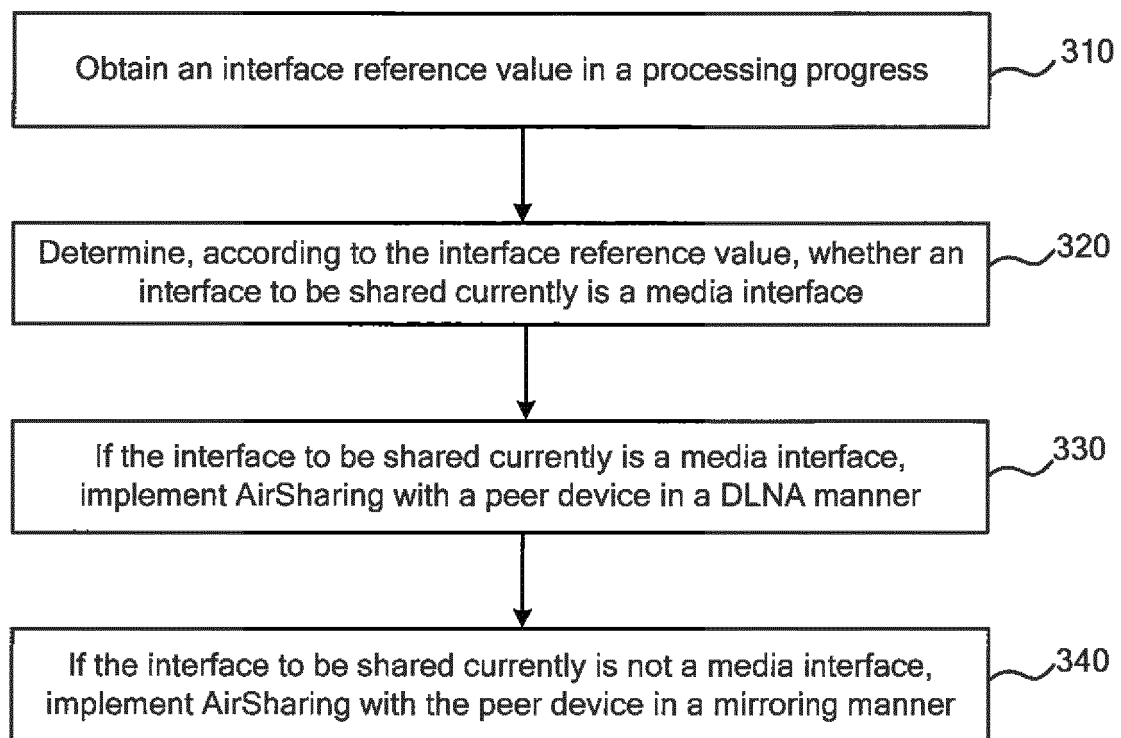 Obtain an interface reference value in a processing progress
310
Determine, according to the interface reference value, whether an
interface to be shared currently is a media interface
320
If the interface to be shared currently is a media interface,
implement AirSharing with a peer device in a DLNA manner
330
If the interface to be shared currently is not a media interface,
implement AirSharing with the peer device in a mirroring manner
340